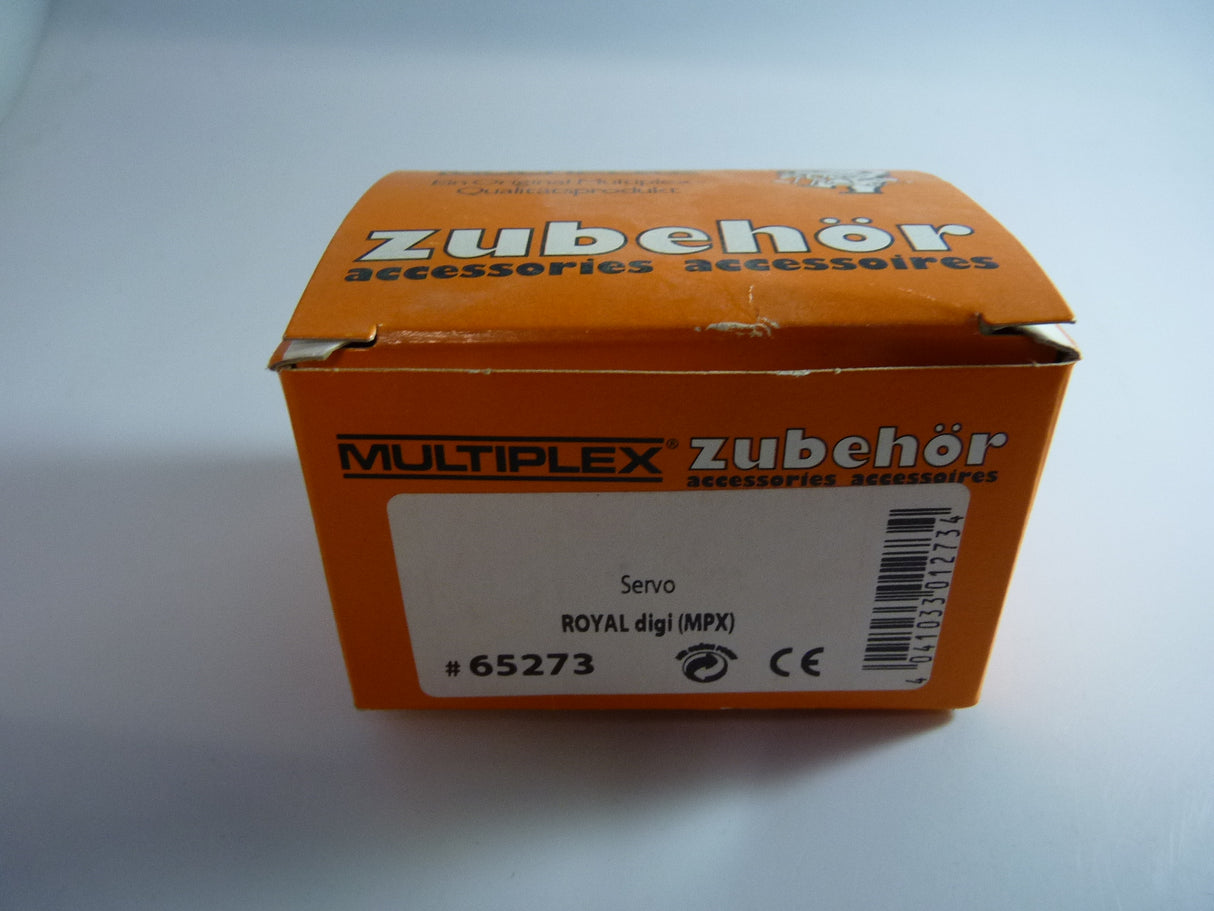 Ein Original Multiplex
Qualitätsprodukt
zubehör
accessories accessoires
MULTIPLEX® zubehör
accessories accessoires
Servo
ROYAL digi (MPX)
# 65273
CE
4 041033 012734